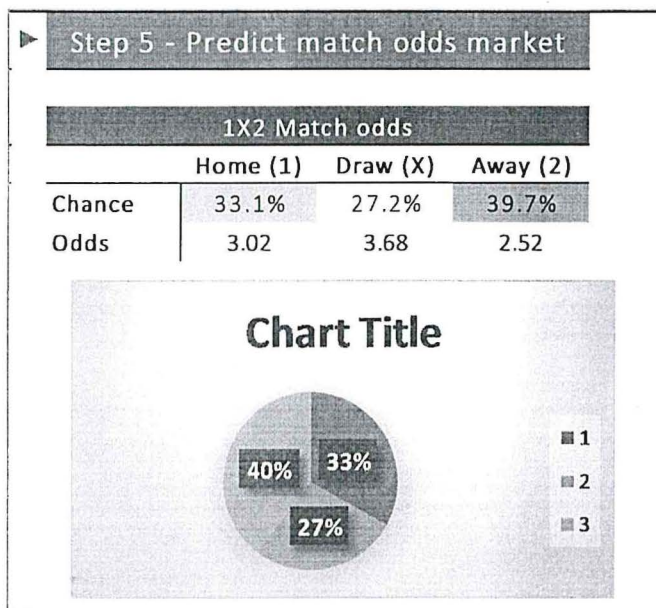 Step 5 - Predict match odds market
1X2 Match odds
Home (1) Draw (X) Away (2)
Chance 33.1% 27.2% 39.7%
Odds 3.02 3.68 2.52
Chart Title
40% 33%
27%
1
2
3